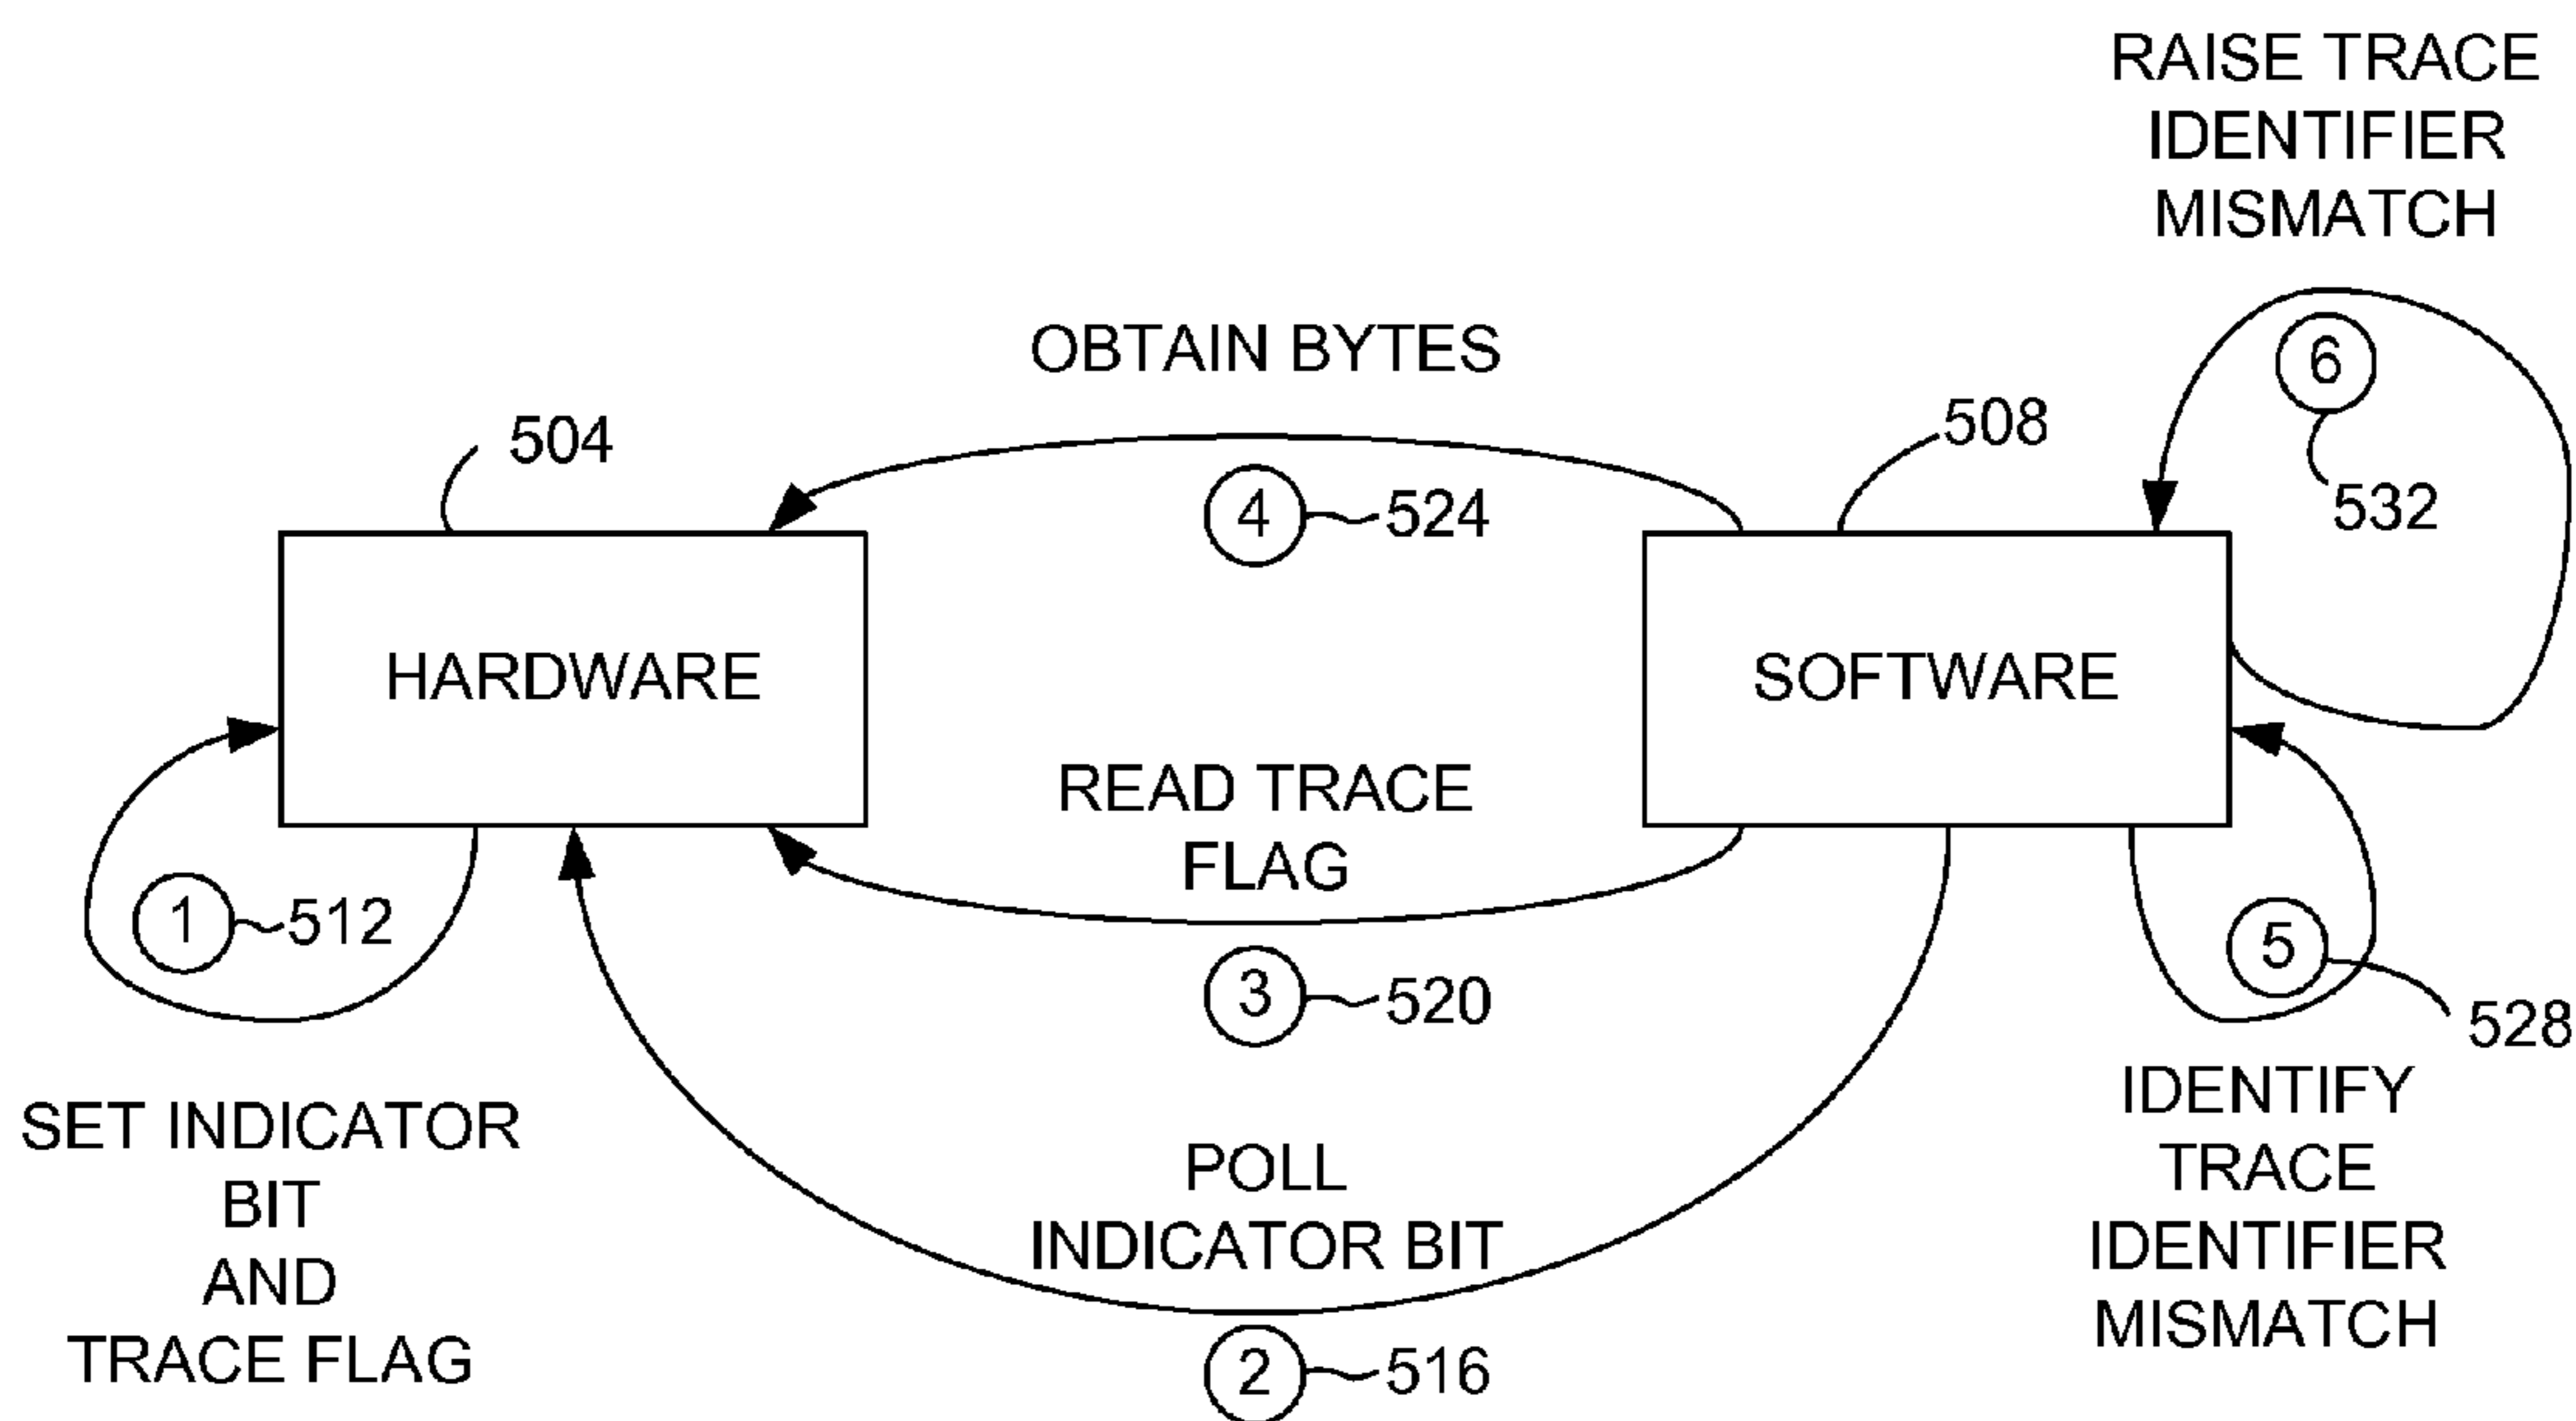 RAISE TRACE
IDENTIFIER
MISMATCH
6
532
OBTAIN BYTES
504
508
4
524
HARDWARE
SOFTWARE
READ TRACE
FLAG
1
512
3
520
5
528
SET INDICATOR
BIT
AND
TRACE FLAG
POLL
INDICATOR BIT
2
516
IDENTIFY
TRACE
IDENTIFIER
MISMATCH